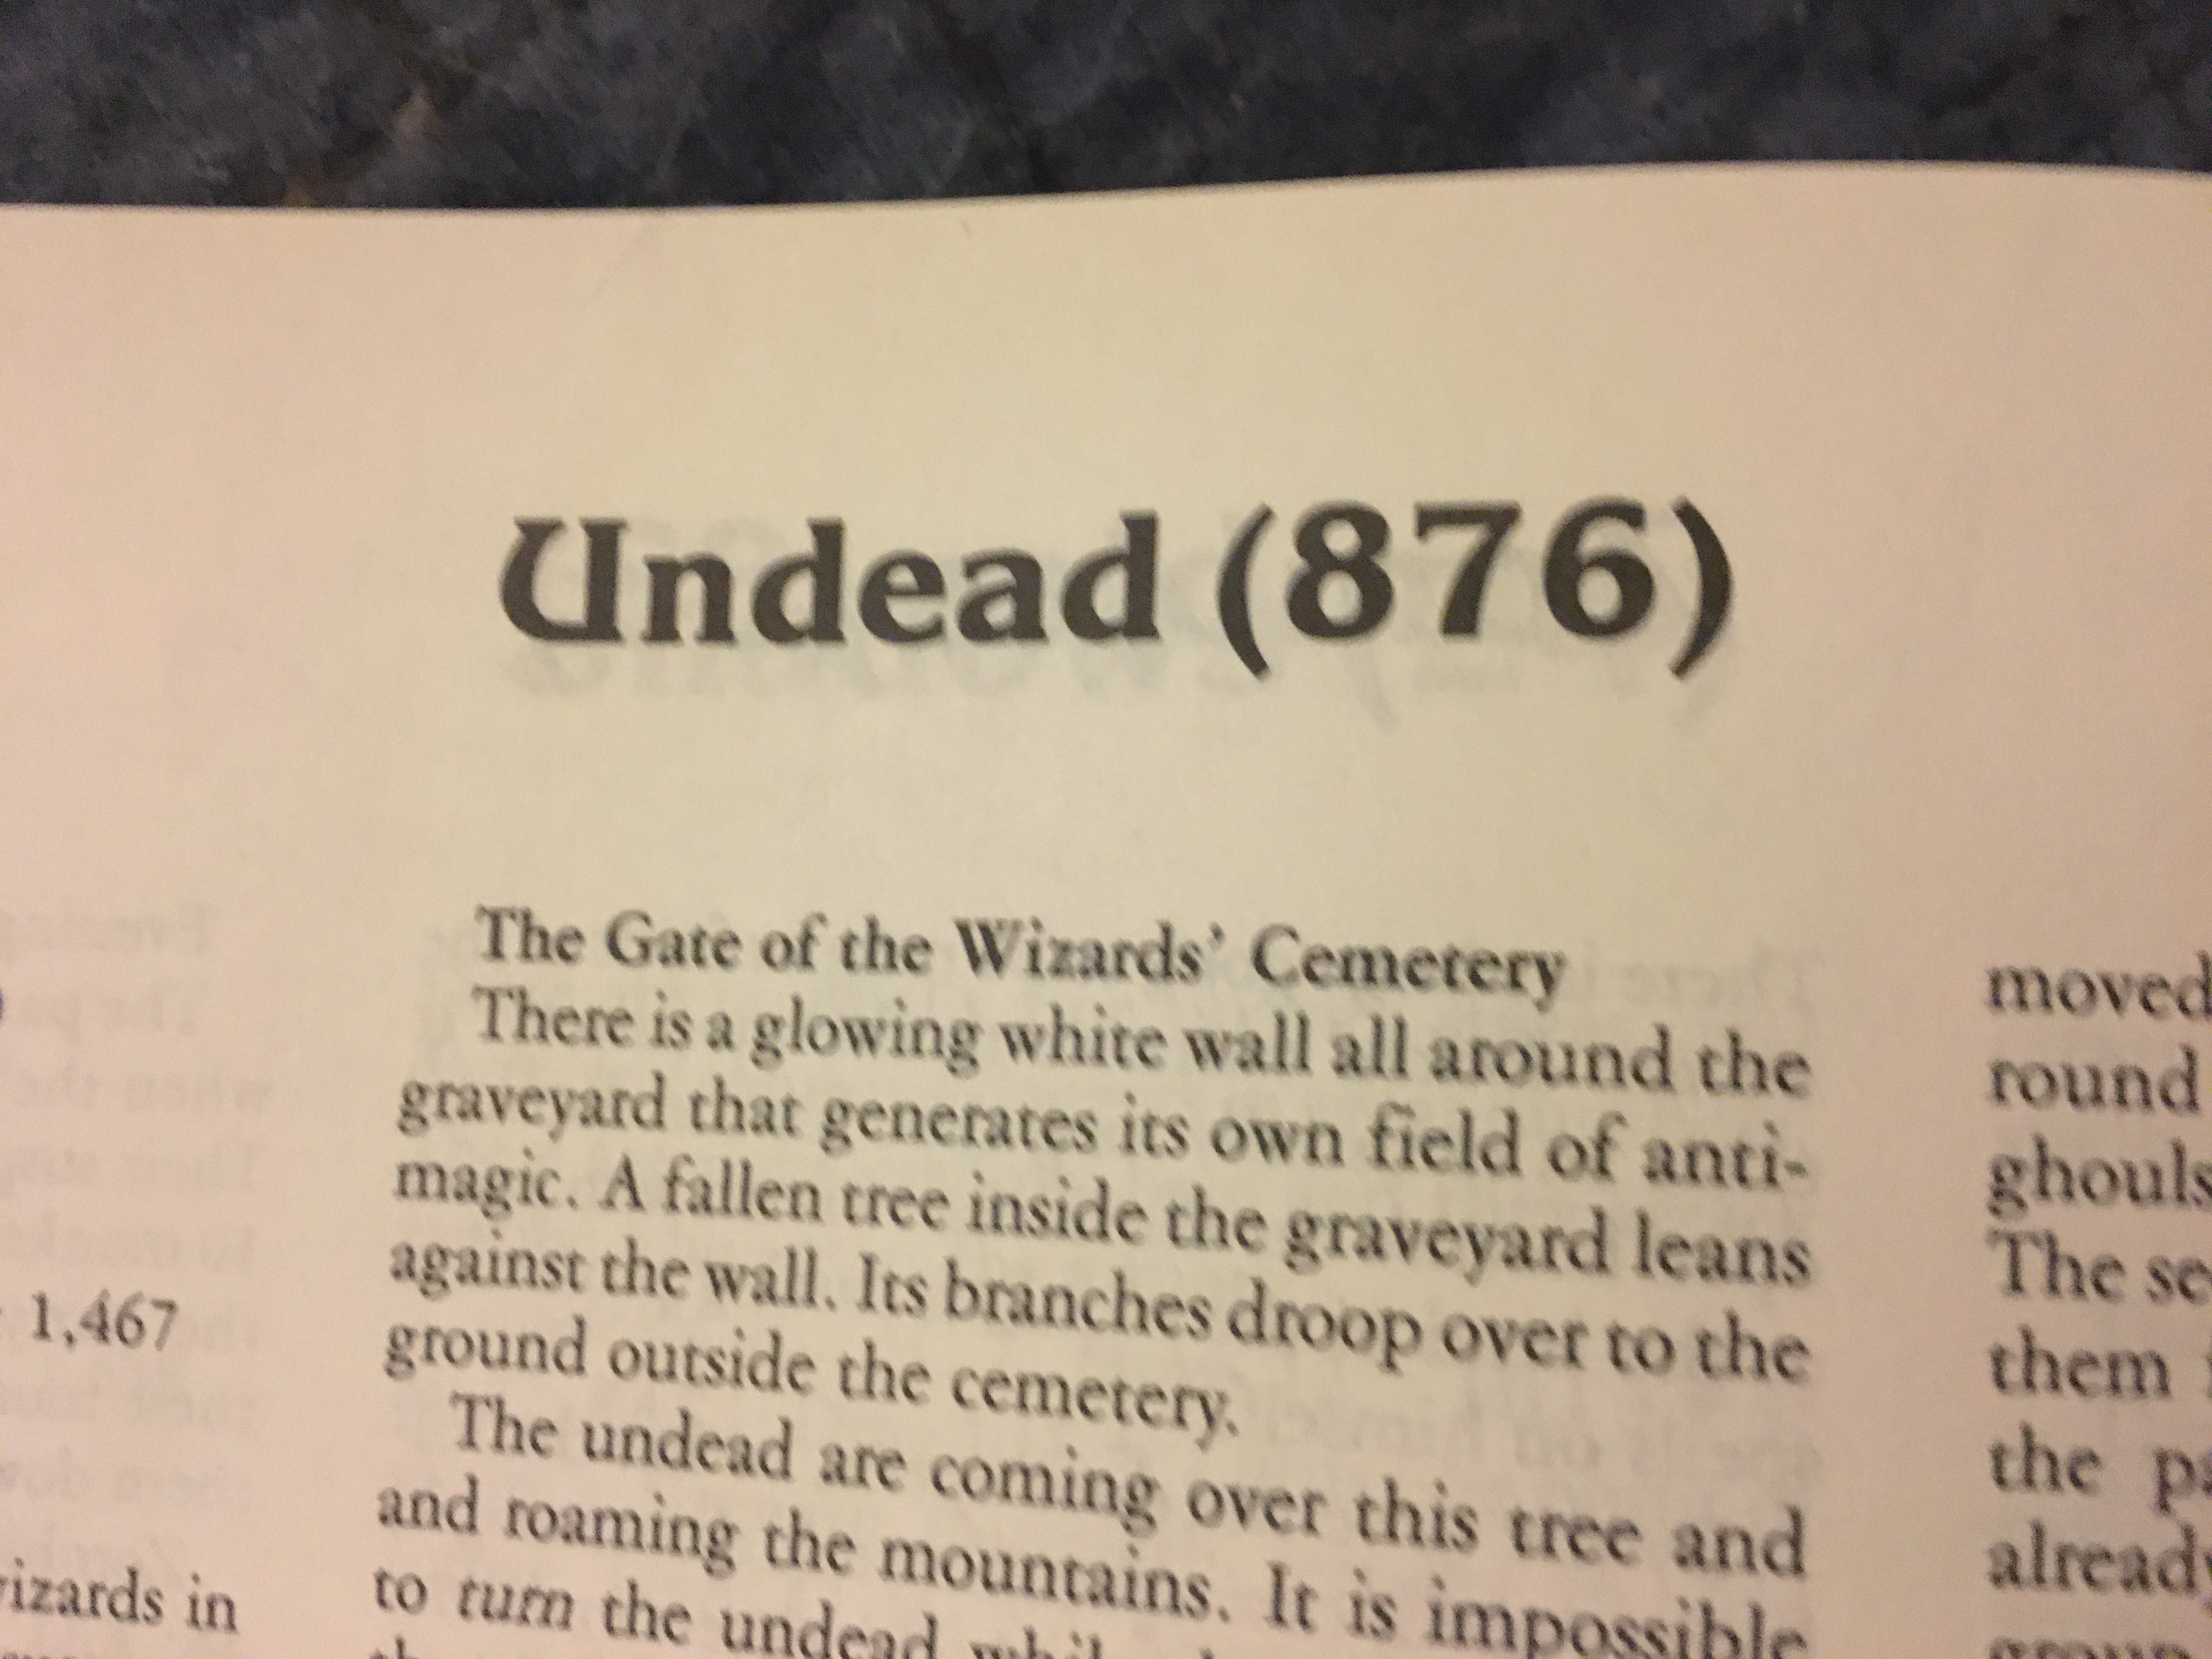 Undead (876)
The Gate of the Wizards' Cemetery
There is a glowing white wall all around the
graveyard that generates its own field of anti-
magic. A fallen tree inside the graveyard leans
against the wall. Its branches droop over to the
ground outside the cemetery.
The undead are coming over this tree and
and roaming the mountains. It is impossible
to turn the undead
1,467
in
moved
round
ghouls
The
them
the
already